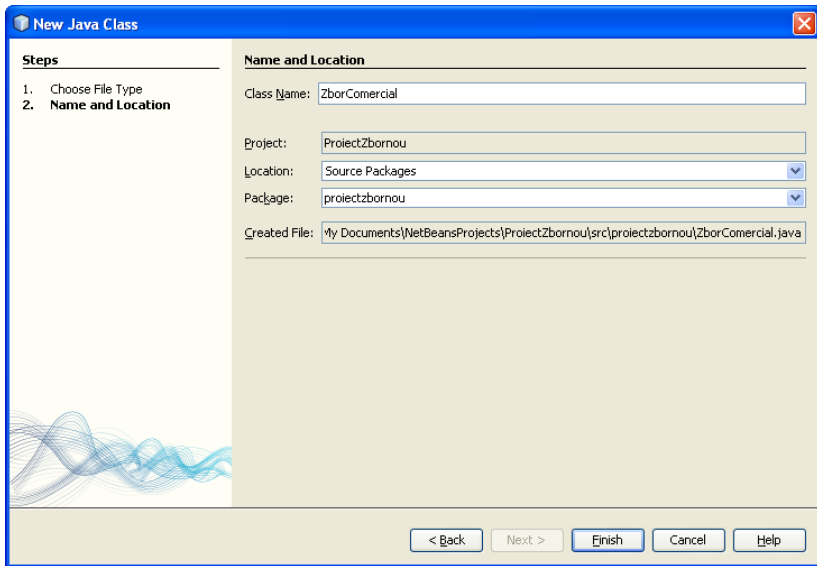 New Java Class
Steps
1. Choose File Type
2. Name and Location
Name and Location
Class Name: ZborComercial
Project: ProiectZbornou
Location: Source Packages
Package: proiectzbornou
Created File: My Documents\NetBeansProjects\ProiectZbornou\src\proiectzbornou\ZborComercial.java
< Back Next > Finish Cancel Help